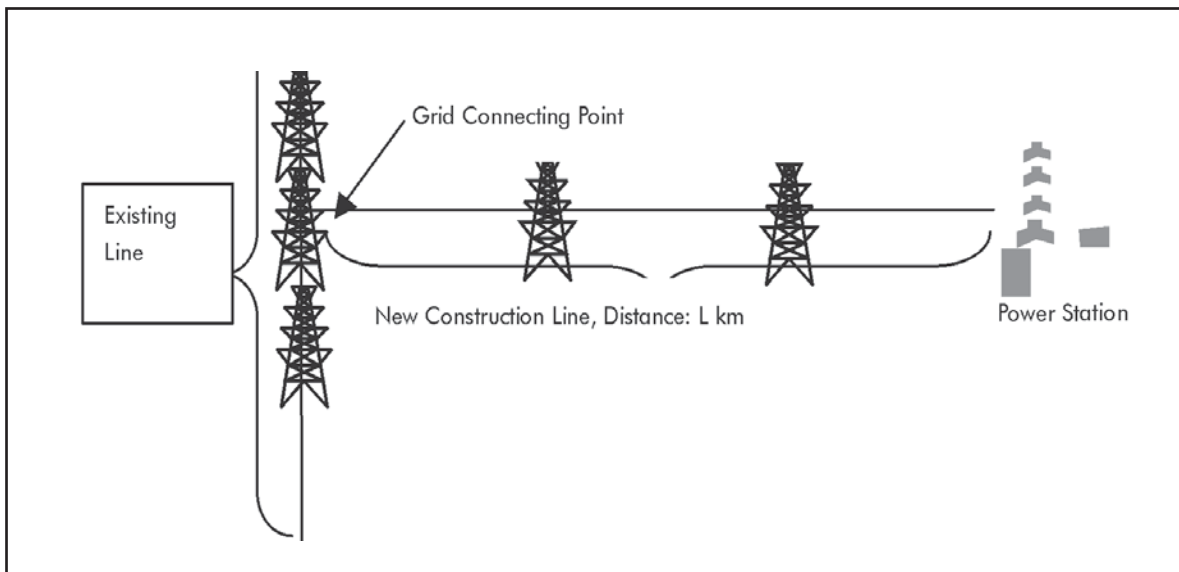 Grid Connecting Point
Existing
Line
New Construction Line, Distance: L km
Power Station